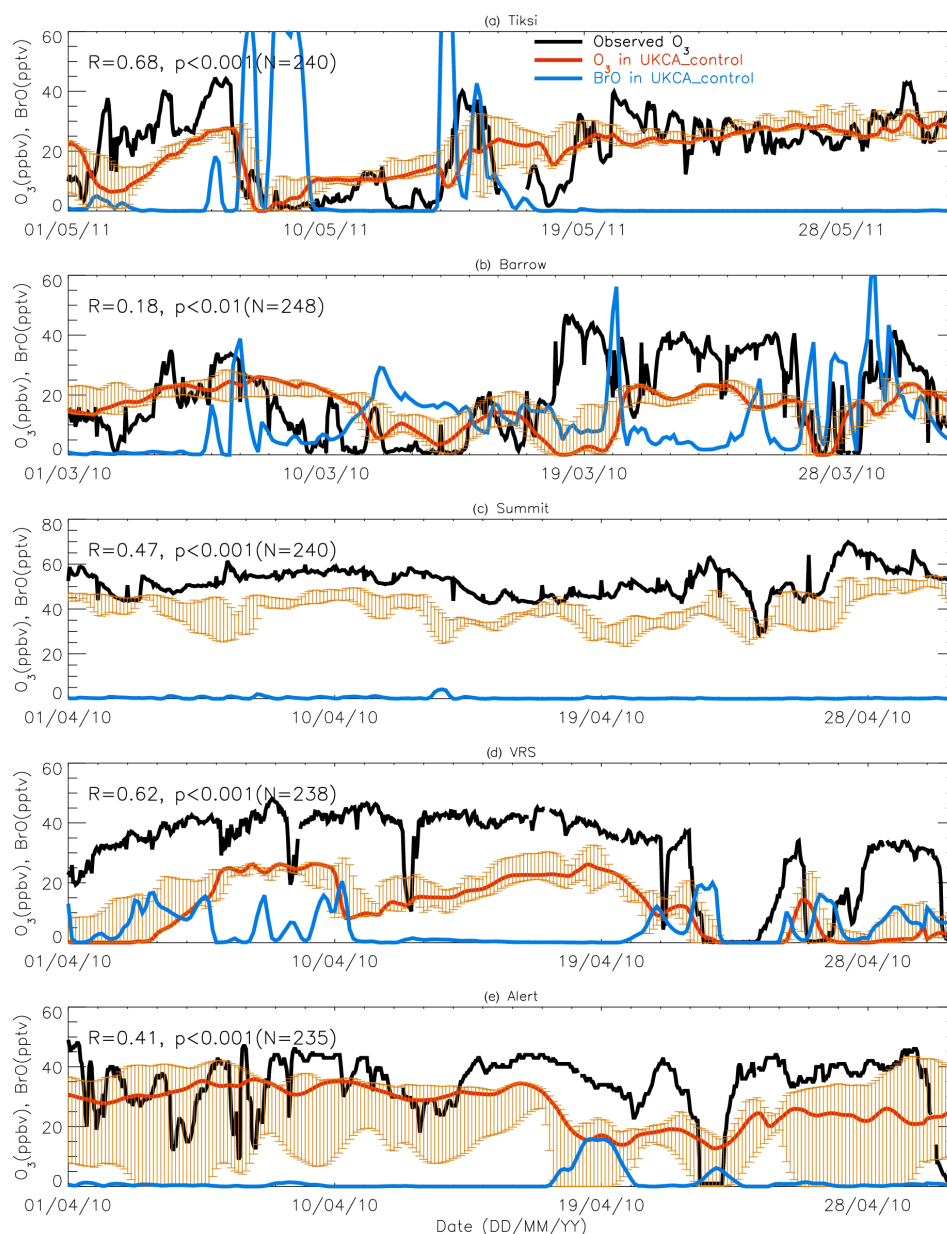 (a) Tiksi
60
40
20
0
O₃(ppbv), BrO(pptv)
R=0.68, p<0.001(N=240)
Observed O₃
O₃ in UKCA_control
BrO in UKCA_control
01/05/11 10/05/11 19/05/11 28/05/11
(b) Barrow
60
40
20
0
O₃(ppbv), BrO(pptv)
R=0.18, p<0.01(N=248)
01/03/10 10/03/10 19/03/10 28/03/10
(c) Summit
80
60
40
20
0
O₃(ppbv), BrO(pptv)
R=0.47, p<0.001(N=240)
01/04/10 10/04/10 19/04/10 28/04/10
(d) VRS
60
40
20
0
O₃(ppbv), BrO(pptv)
R=0.62, p<0.001(N=238)
01/04/10 10/04/10 19/04/10 28/04/10
(e) Alert
60
40
20
0
O₃(ppbv), BrO(pptv)
R=0.41, p<0.001(N=235)
01/04/10 10/04/10 19/04/10 28/04/10
Date (DD/MM/YY)